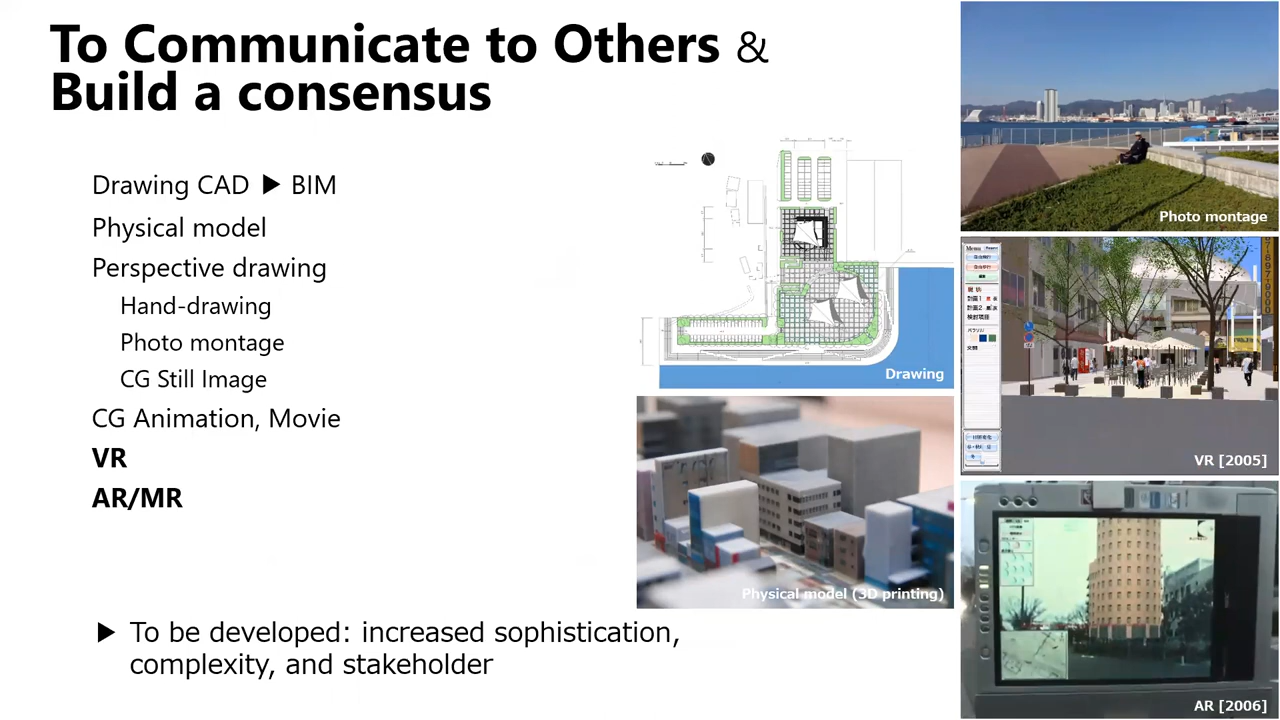 To Communicate to Others &
Build a consensus
Drawing CAD ▶ BIM
Physical model
Perspective drawing
Hand-drawing
Photo montage
CG Still Image
CG Animation, Movie
VR
AR/MR
▶ To be developed: increased sophistication,
complexity, and stakeholder
Drawing
Physical model (3D printing)
Photo montage
Menu
VR [2005]
AR [2006]